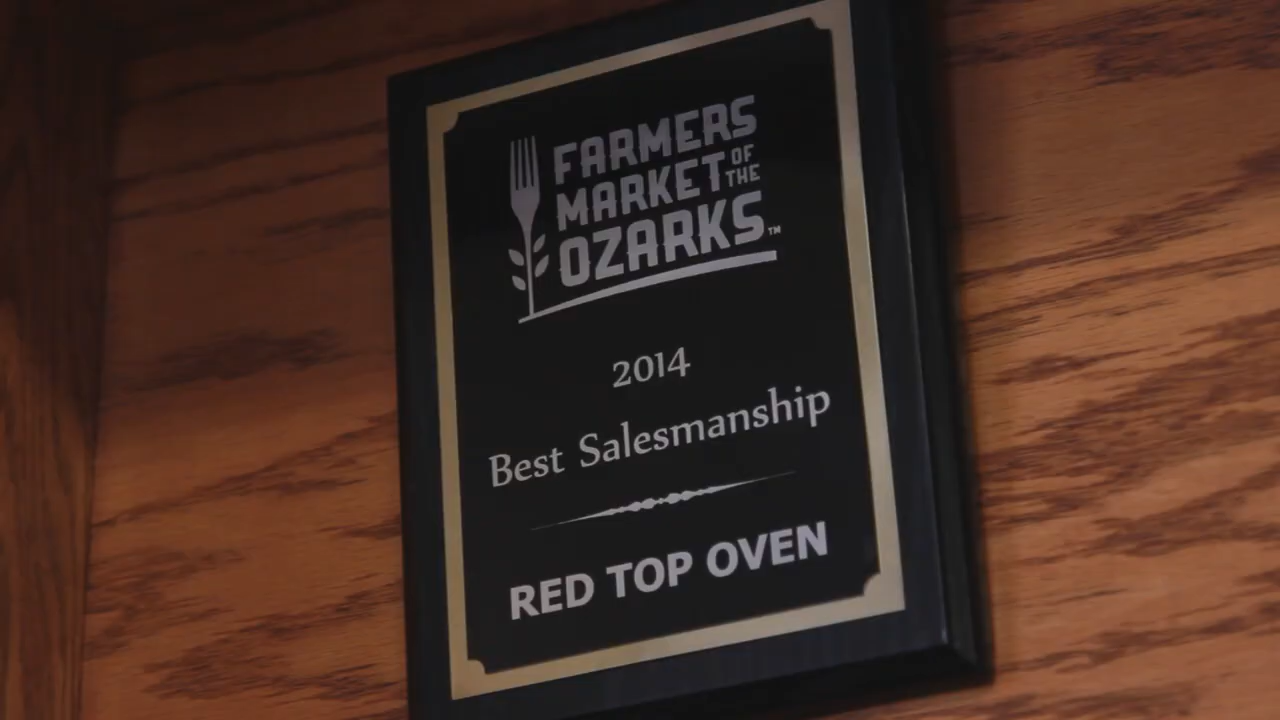 FARMERS
MARKET OF THE
OZARKS™
2014
Best Salesmanship
RED TOP OVEN